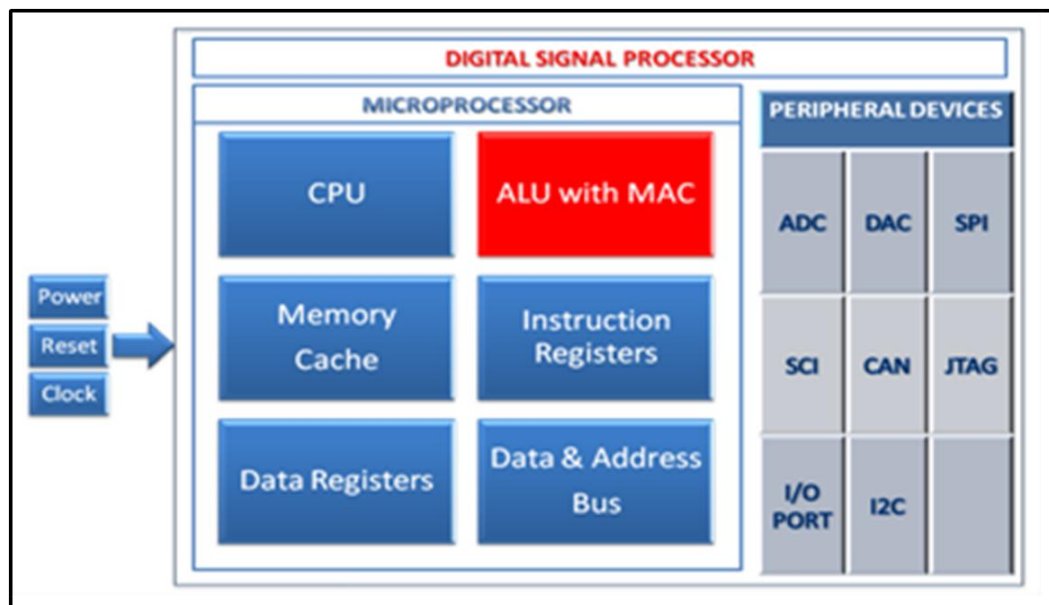 DIGITAL SIGNAL PROCESSOR
MICROPROCESSOR
CPU
ALU with MAC
Memory
Cache
Instruction
Registers
Data Registers
Data & Address
Bus
Power
Reset
Clock
PERIPHERAL DEVICES
ADC
DAC
SPI
SCI
CAN
JTAG
I/O
PORT
I2C